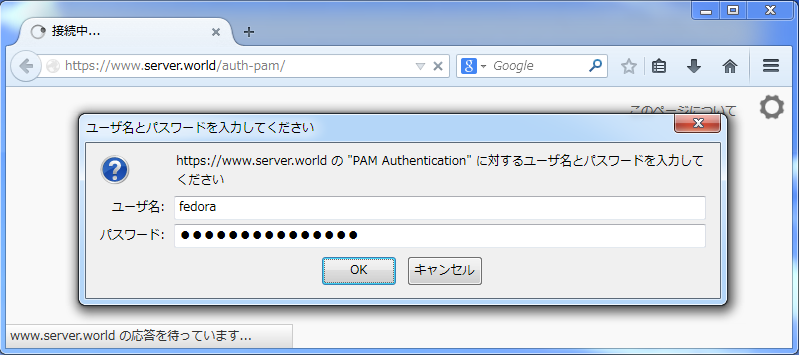 接続中...
https://www.server.world/auth-pam/
Google
このページについて
ユーザ名とパスワードを入力してください
https://www.server.world の "PAM Authentication" に対するユーザ名とパスワードを入力して
ください
ユーザ名: fedora
パスワード: ●●●●●●●●●●●●●●●
OK キャンセル
www.server.world の応答を待っています...